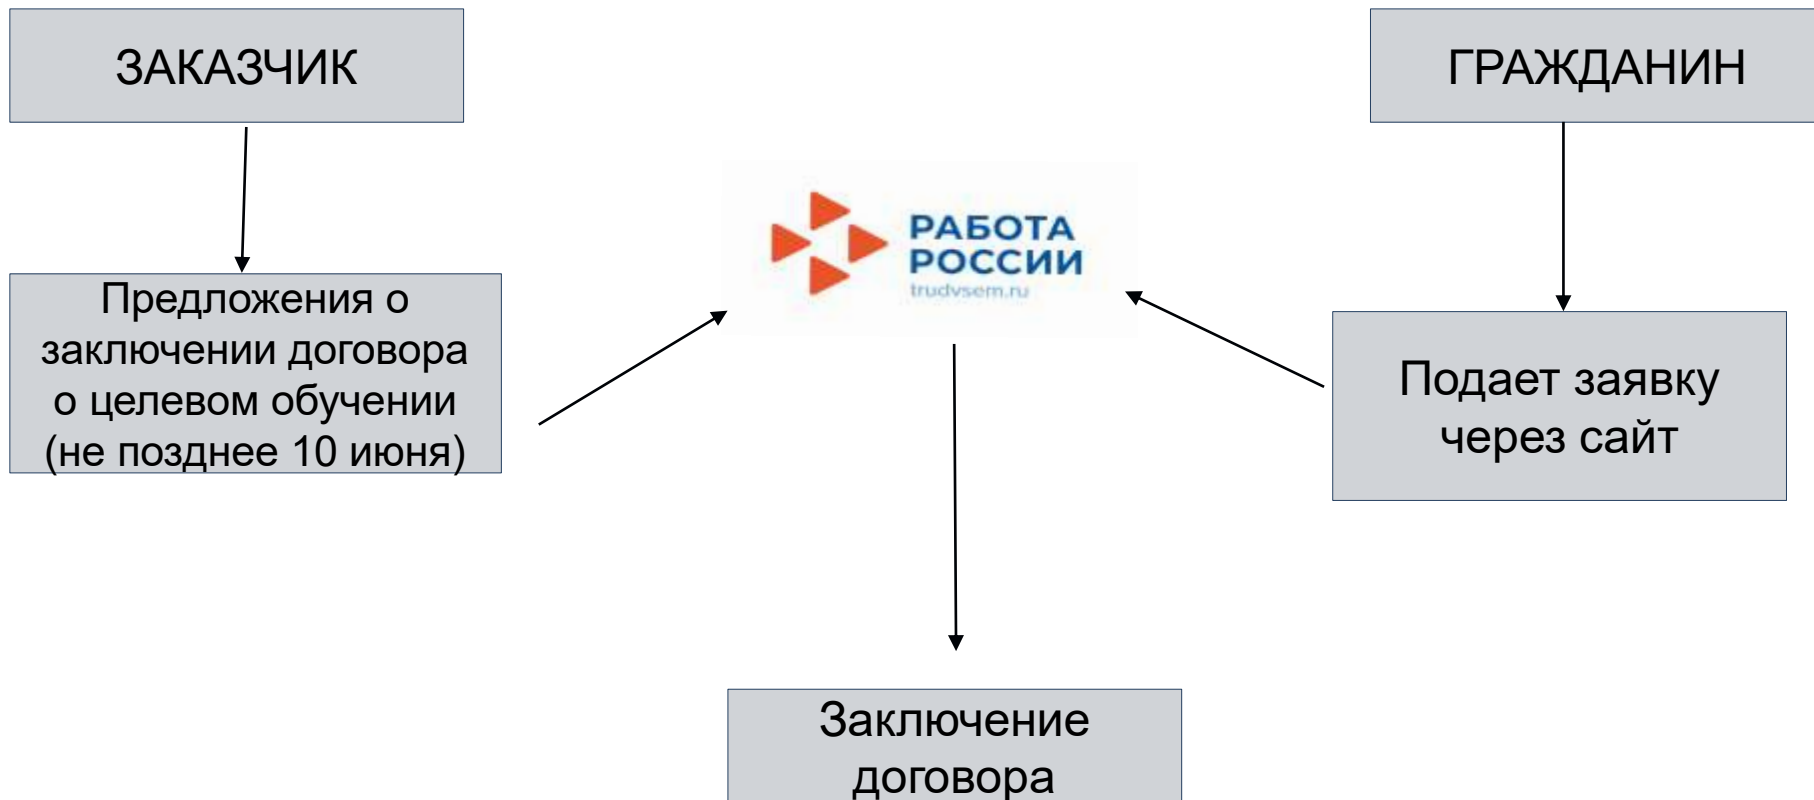 ЗАКАЗЧИК
ГРАЖДАНИН
РАБОТА
РОССИИ
trudvsem.ru
Предложения о
заключении договора
о целевом обучении
(не позднее 10 июня)
Подает заявку
через сайт
Заключение
договора